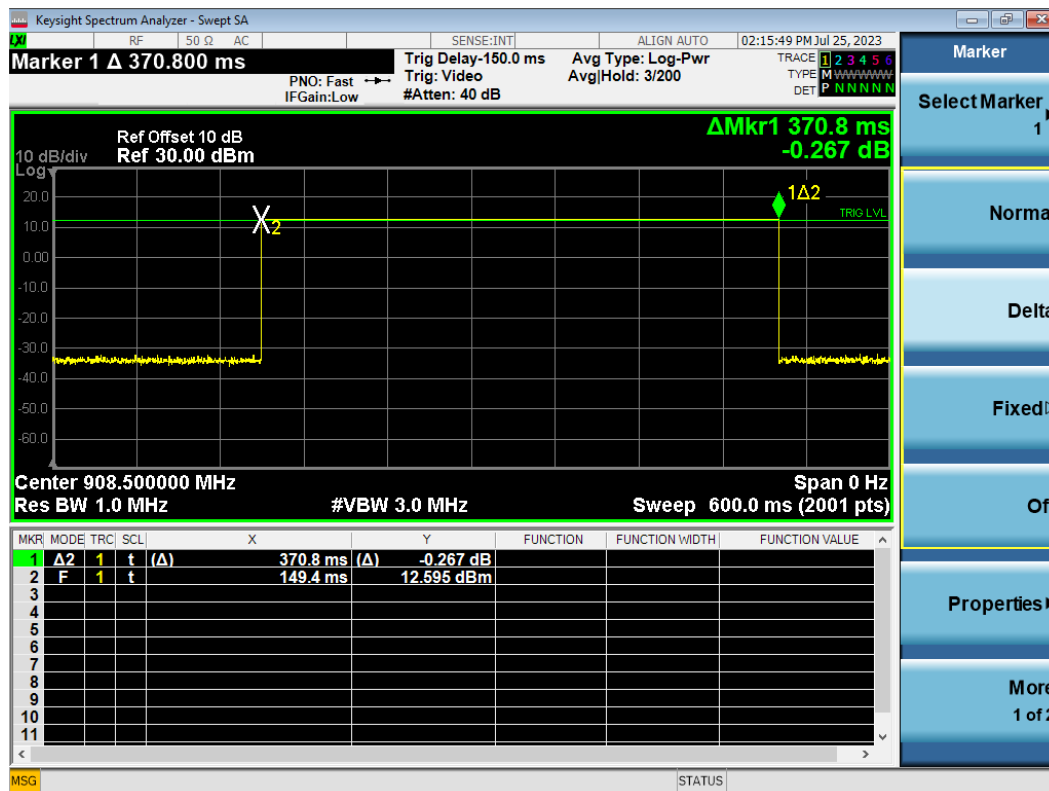 Keysight Spectrum Analyzer - Swept SA
LXI RF 50 Ω AC SENSE:INT ALIGN AUTO 02:15:49 PM Jul 25, 2023
Marker 1 Δ 370.800 ms
PNO: Fast
IFGain:Low
Trig Delay-150.0 ms
Trig: Video
#Atten: 40 dB
Avg Type: Log-Pwr
Avg|Hold: 3/200
TRACE 1 2 3 4 5 6
TYPE M WWWWW
DET P N N N N N
Ref Offset 10 dB
Ref 30.00 dBm
ΔMkr1 370.8 ms
-0.267 dB
10 dB/div
Log
1Δ2
TRIG LVL
2
20.0
10.0
0.00
-10.0
-20.0
-30.0
-40.0
-50.0
-60.0
Center 908.500000 MHz Span 0 Hz
Res BW 1.0 MHz #VBW 3.0 MHz Sweep 600.0 ms (2001 pts)
MKR MODE TRC SCL X Y FUNCTION FUNCTION WIDTH FUNCTION VALUE
1 Δ2 1 t (Δ) 370.8 ms (Δ) -0.267 dB
2 F 1 t 149.4 ms 12.595 dBm
3
4
5
6
7
8
9
10
11
MSG STATUS
Marker
Select Marker
1
Norma
Delta
Fixed
Of
Properties
More
1 of 2